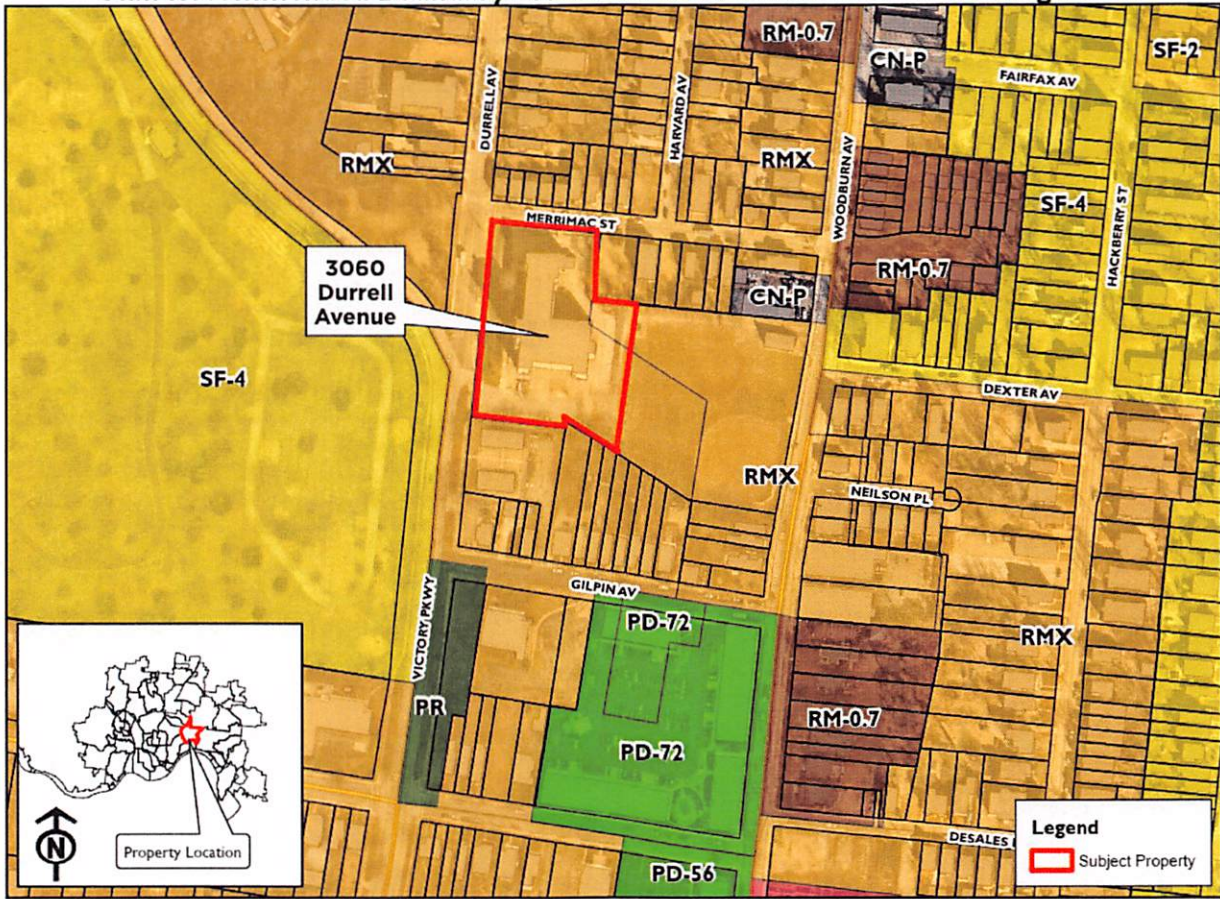 RM-0.7
CN-P
SF-2
FAIRFAX AV
DURRELL AV
HARVARD AV
RMX
RMX
WOODBURN AV
SF-4
HACKBERRY ST
MERRIMAC ST
RM-0.7
3060
Durrell
Avenue
CN-P
SF-4
DEXTER AV
RMX
NEILSON PL
GILPIN AV
PD-72
VICTORY PKWY
RMX
PR
RM-0.7
PD-72
Property Location
N
DESALES
PD-56
Legend
Subject Property